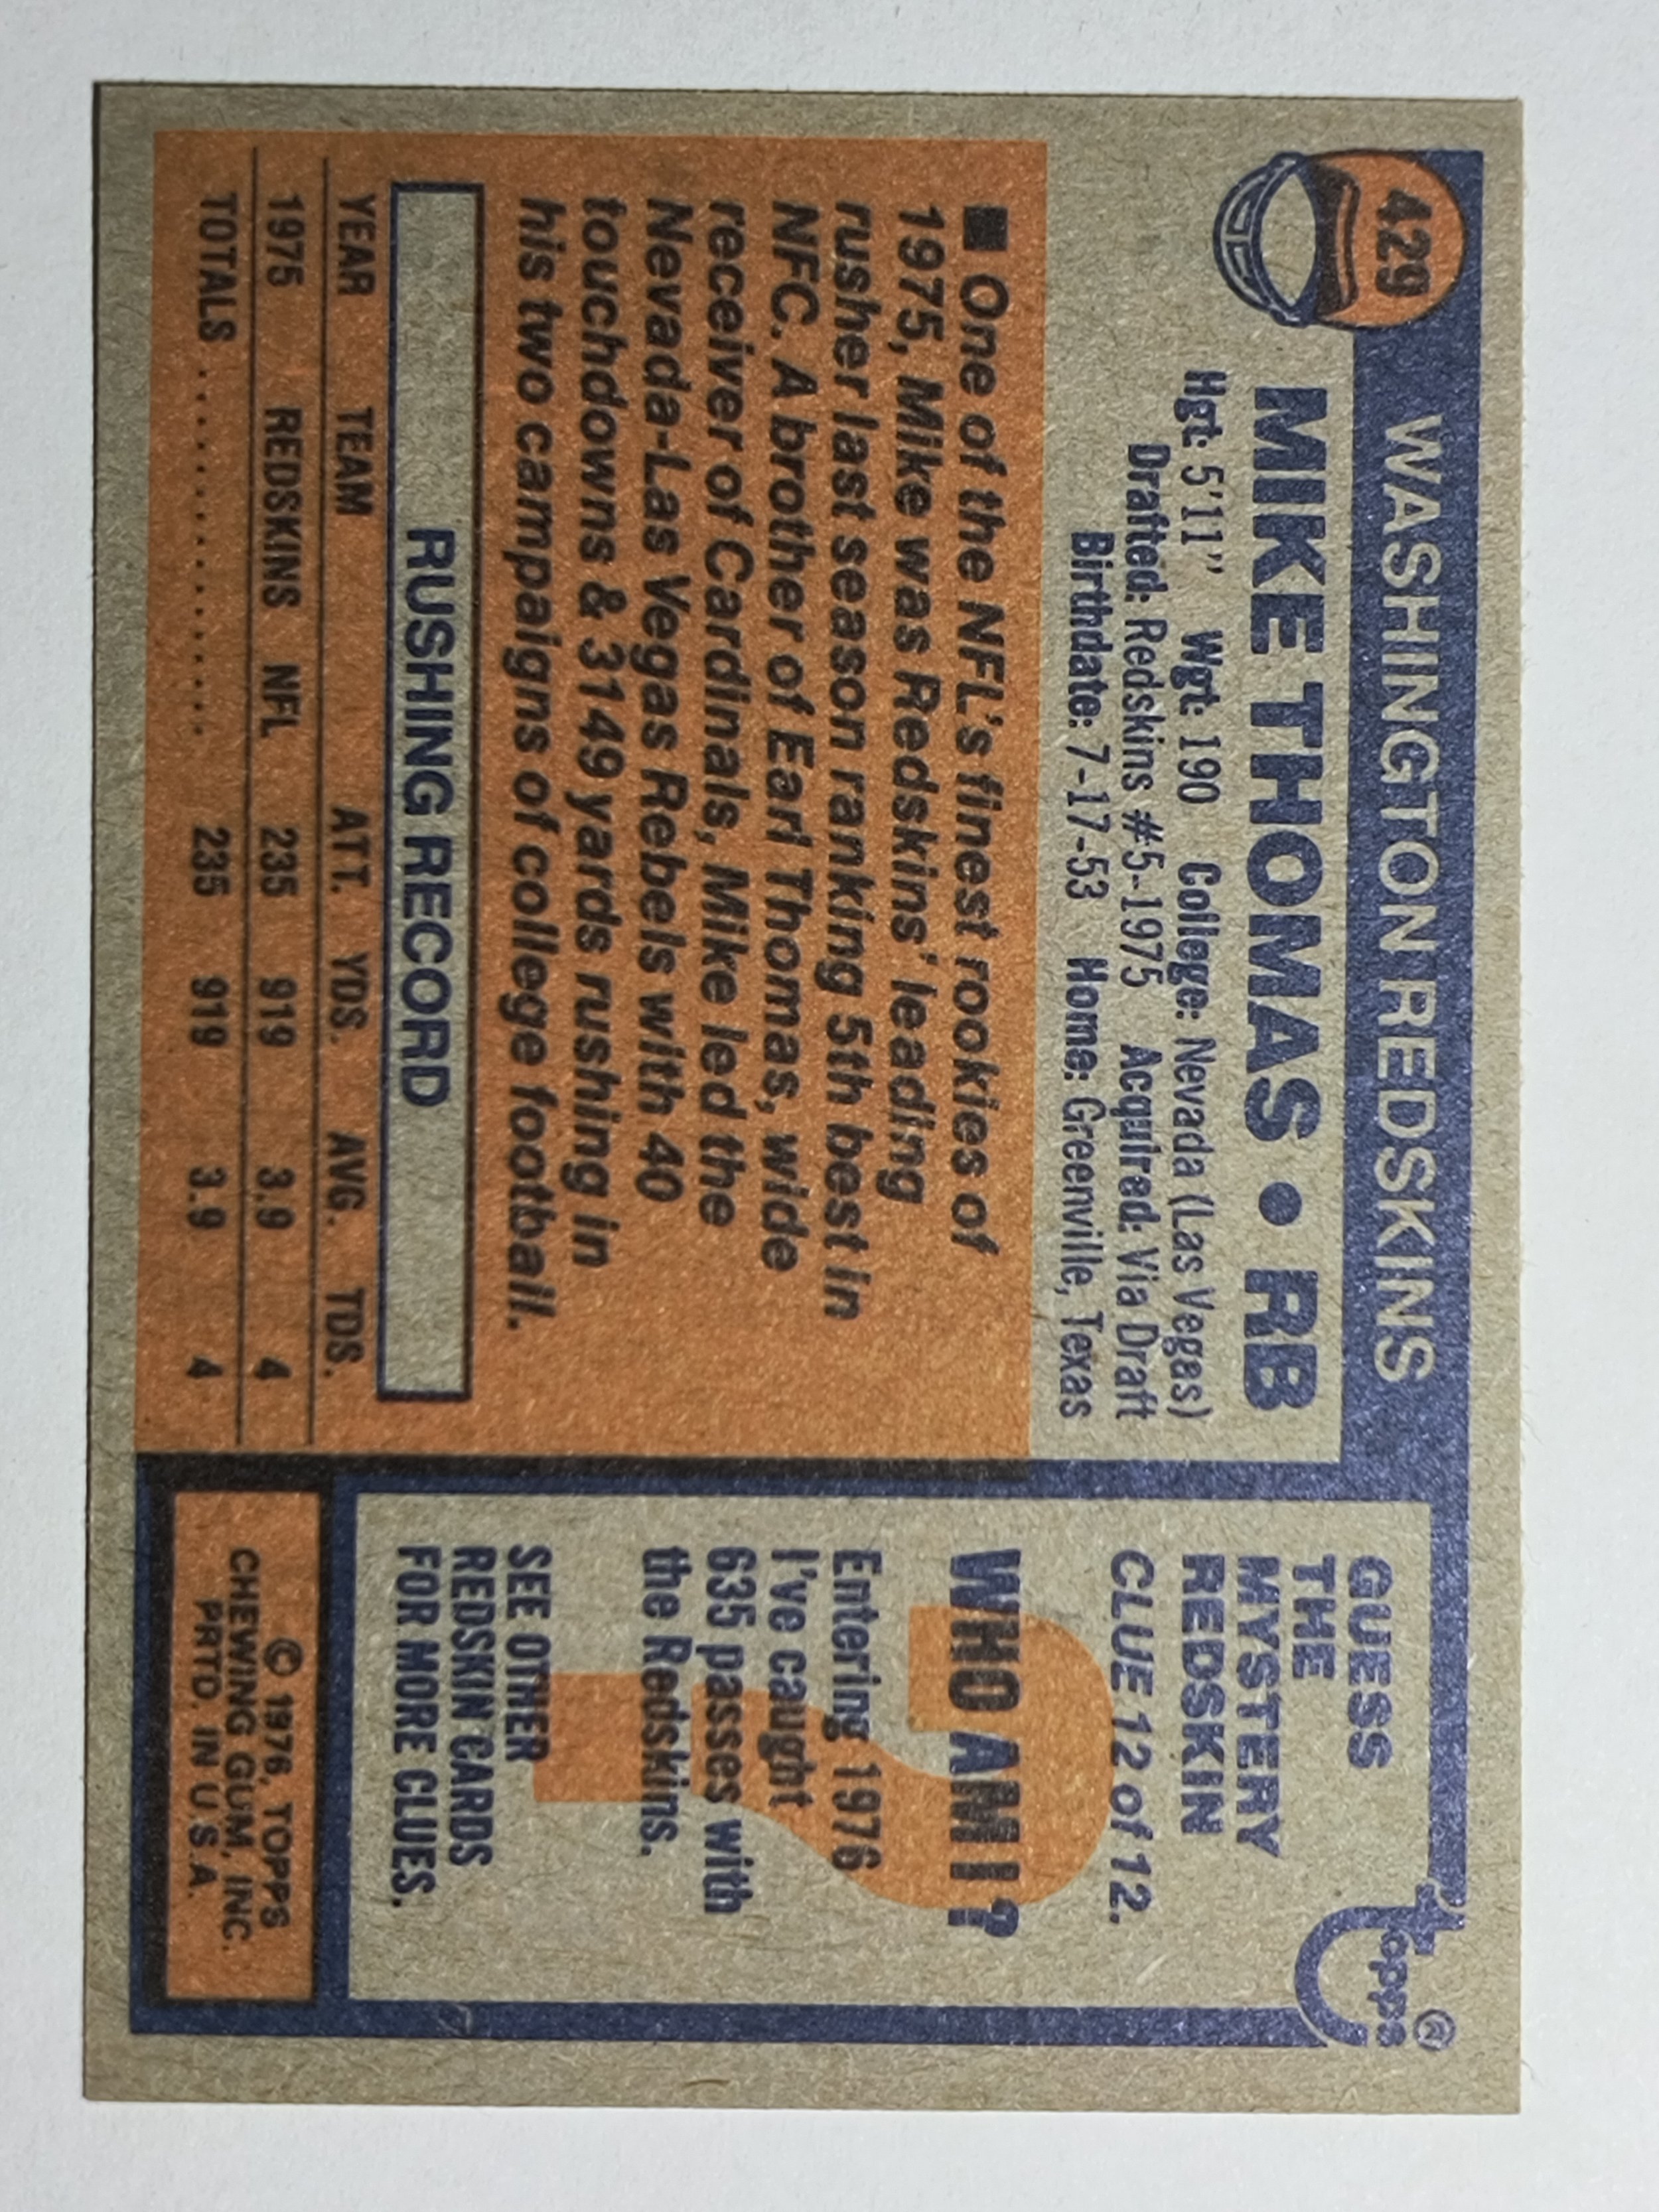 429
WASHINGTON REDSKINS
MIKE THOMAS • RB
Hgt: 5'11" Wgt: 190 College: Nevada (Las Vegas)
Drafted: Redskins #5-1975 Acquired: Via Draft
Birthdate: 7-17-53 Home: Greenville, Texas
■ One of the NFL's finest rookies of
1975, Mike was Redskins' leading
rusher last season ranking 5th best in
NFC. A brother of Earl Thomas, wide
receiver of Cardinals, Mike led the
Nevada-Las Vegas Rebels with 40
touchdowns & 3149 yards rushing in
his two campaigns of college football.
RUSHING RECORD
YEAR TEAM ATT. YDS. AVG. TDS.
1975 REDSKINS NFL 235 919 3.9 4
TOTALS . . . . . . . . . . . . . . . . . 235 919 3.9 4
topps®
GUESS
THE
MYSTERY
REDSKIN
CLUE 12 of 12.
WHO AM I?
Entering 1976
I've caught
635 passes with
the Redskins.
SEE OTHER
REDSKIN CARDS
FOR MORE CLUES.
© 1976, TOPPS
CHEWING GUM, INC.
PRTD. IN U.S.A.